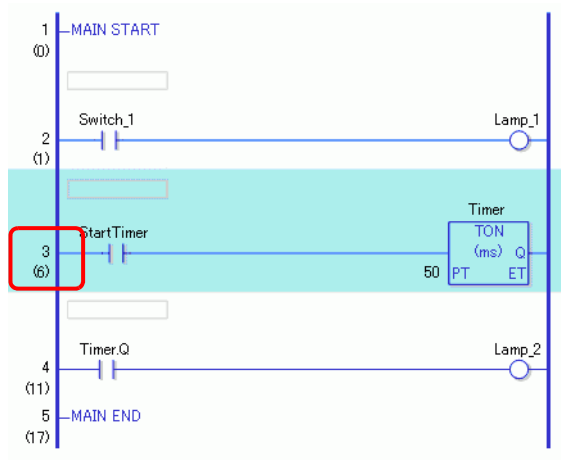 1 MAIN START
(0)
Switch_1 Lamp_1
2
(1)
Timer
StartTimer TON
3 (ms) Q
(6) 50 PT ET
Timer.Q Lamp_2
4
(11)
5 MAIN END
(17)